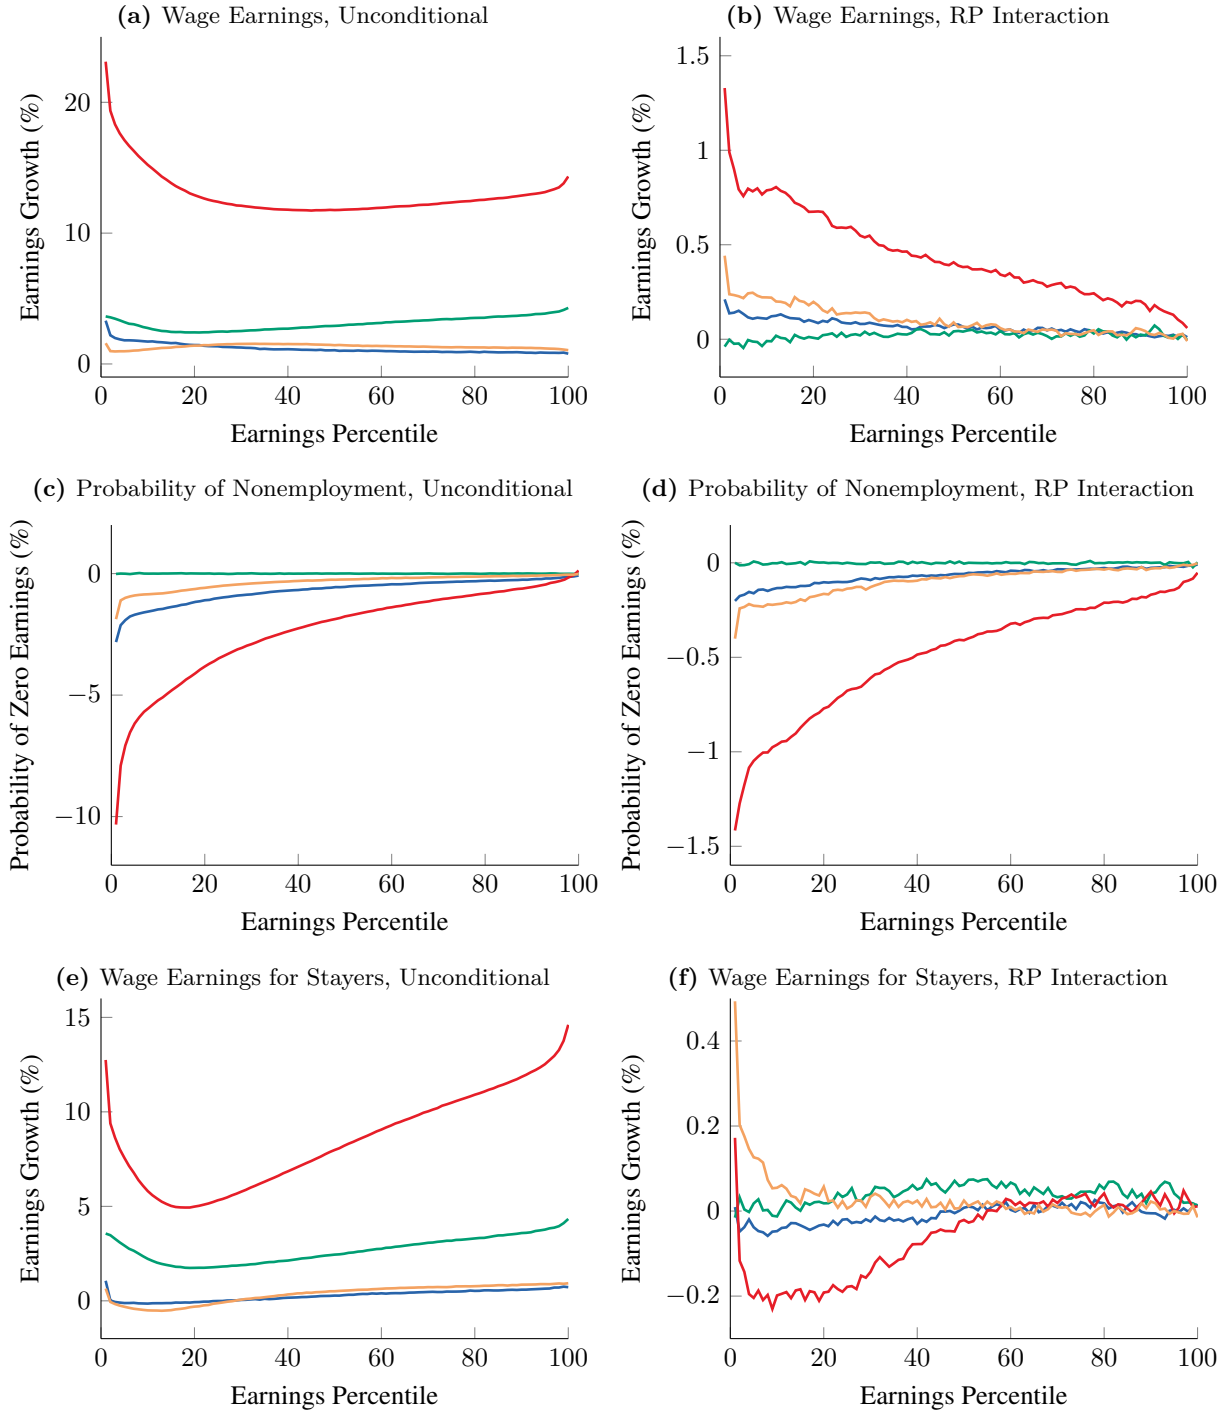 (a) Wage Earnings, Unconditional
Earnings Growth (%)
20
10
0
0 20 40 60 80 100
Earnings Percentile
(b) Wage Earnings, RP Interaction
Earnings Growth (%)
1.5
1
0.5
0
0 20 40 60 80 100
Earnings Percentile
(c) Probability of Nonemployment, Unconditional
Probability of Zero Earnings (%)
0
−5
−10
0 20 40 60 80 100
Earnings Percentile
(d) Probability of Nonemployment, RP Interaction
Probability of Zero Earnings (%)
0
−0.5
−1
−1.5
0 20 40 60 80 100
Earnings Percentile
(e) Wage Earnings for Stayers, Unconditional
Earnings Growth (%)
15
10
5
0
0 20 40 60 80 100
Earnings Percentile
(f) Wage Earnings for Stayers, RP Interaction
Earnings Growth (%)
0.4
0.2
0
−0.2
0 20 40 60 80 100
Earnings Percentile